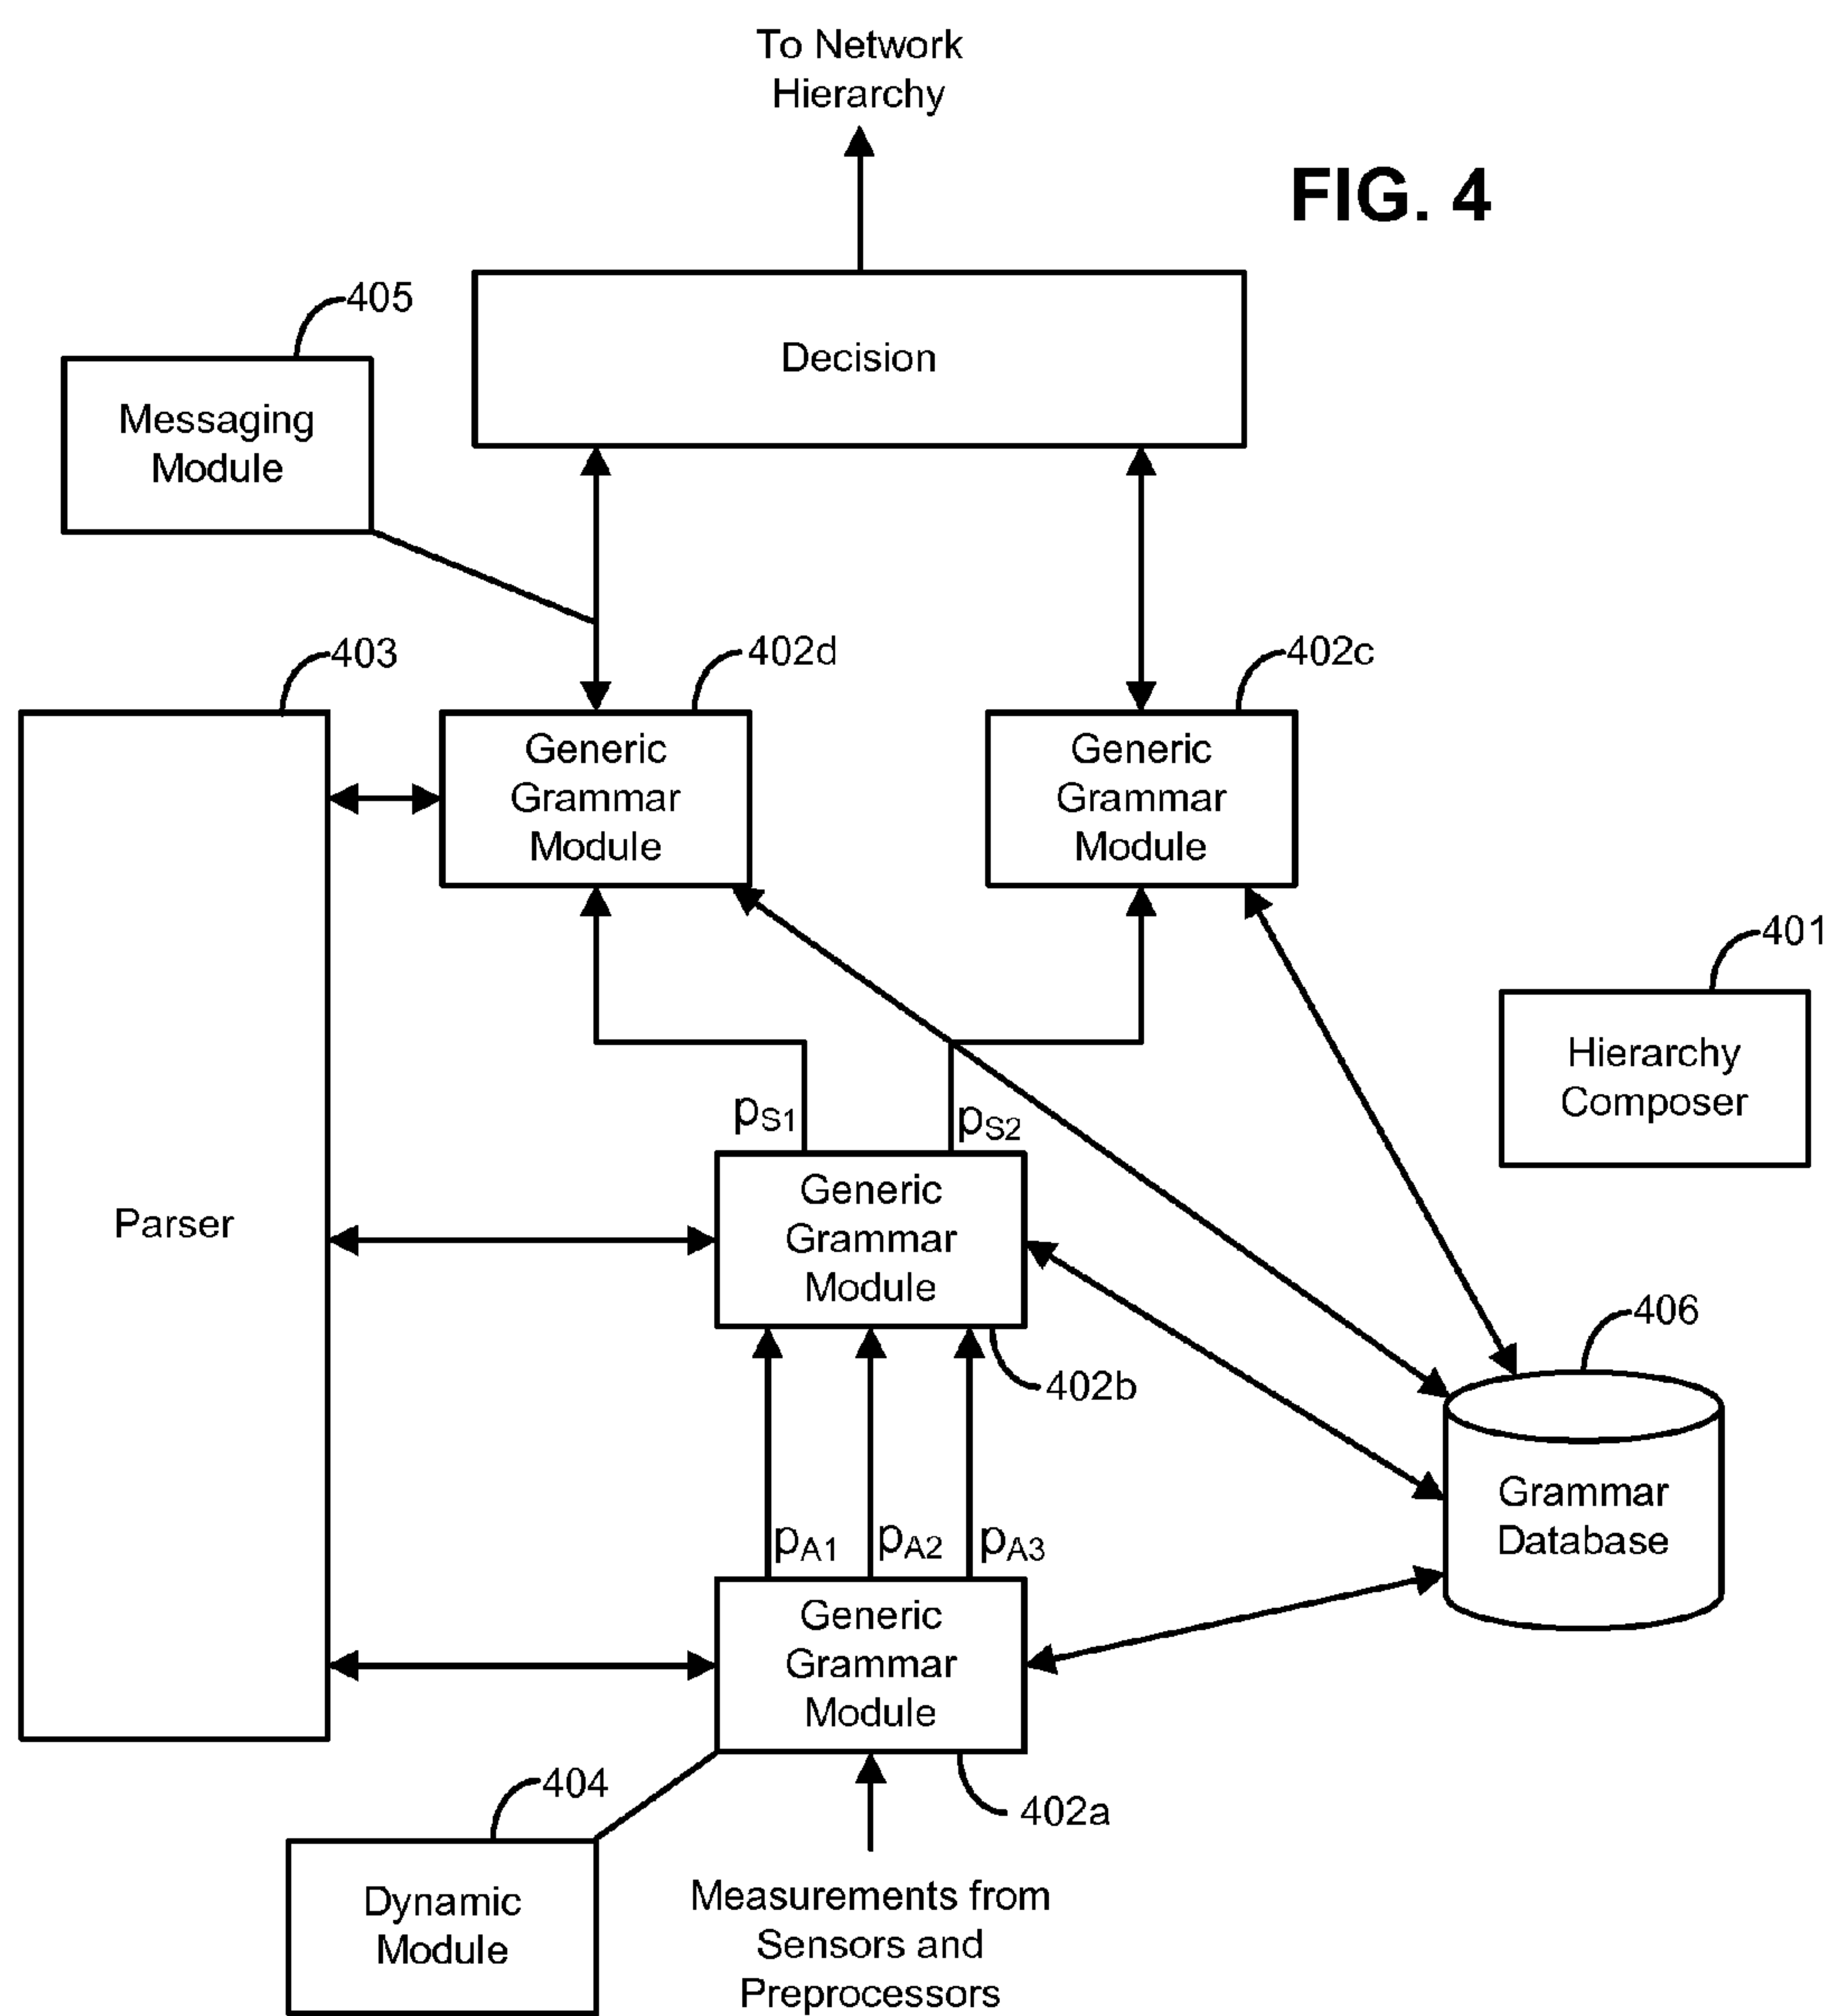 To Network
Hierarchy
FIG. 4
405
Decision
Messaging
Module
403
402d
402c
Generic
Grammar
Module
Generic
Grammar
Module
401
Hierarchy
Composer
pS1
pS2
Parser
Generic
Grammar
Module
406
402b
Grammar
Database
pA1
pA2
pA3
Generic
Grammar
Module
404
402a
Dynamic
Module
Measurements from
Sensors and
Preprocessors